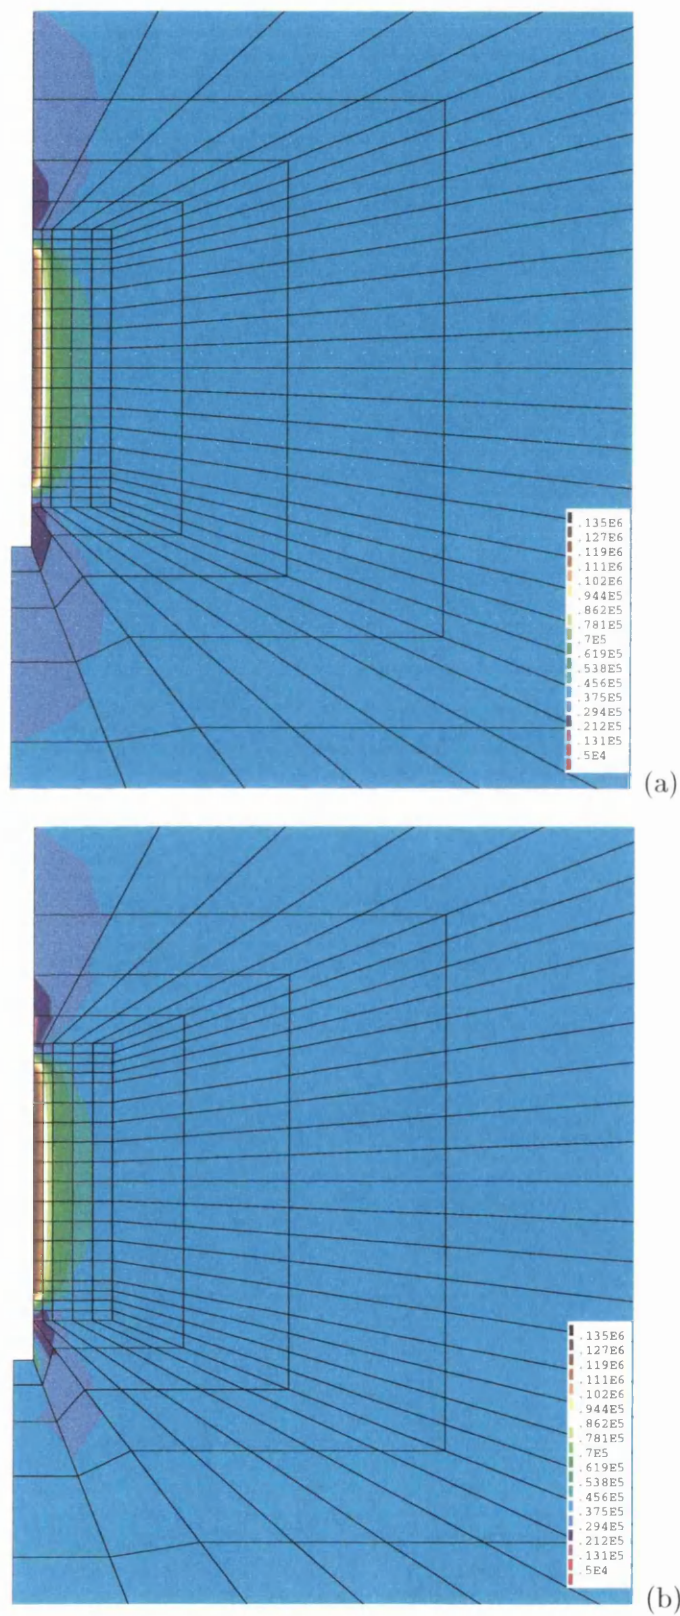 .135E6
.127E6
.119E6
.111E6
.102E6
.944E5
.862E5
.781E5
.7E5
.619E5
.538E5
.456E5
.375E5
.294E5
.212E5
.131E5
.5E4
(a)
.135E6
.127E6
.119E6
.111E6
.102E6
.944E5
.862E5
.781E5
.7E5
.619E5
.538E5
.456E5
.375E5
.294E5
.212E5
.131E5
.5E4
(b)